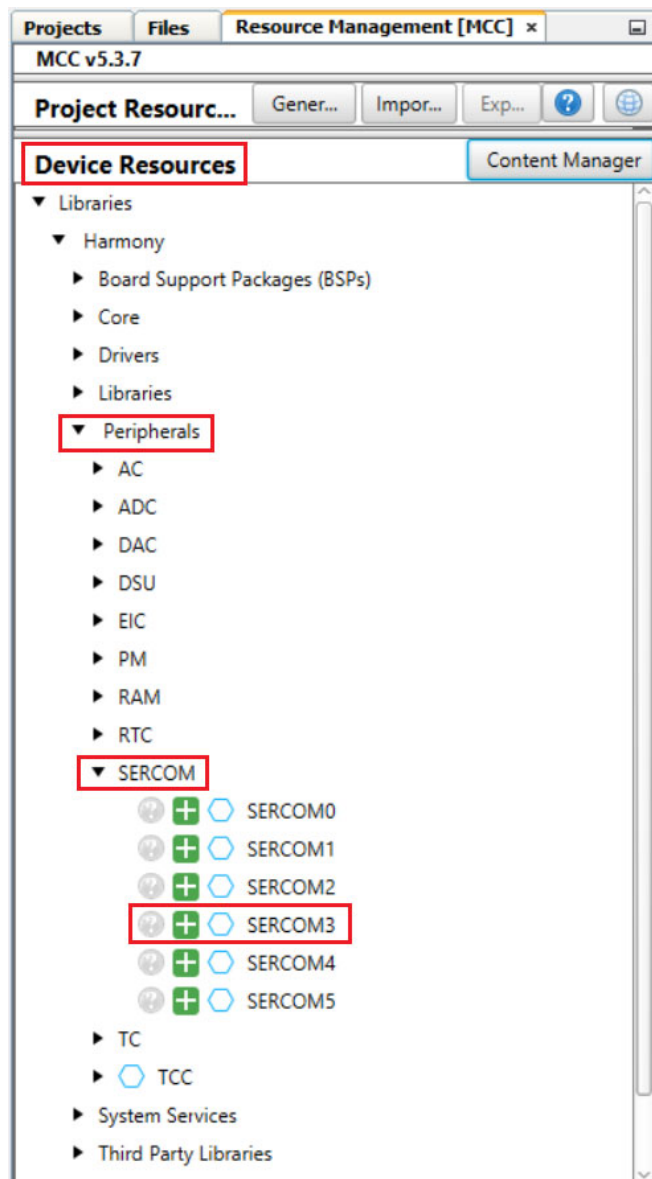 Projects Files Resource Management [MCC] ×
MCC v5.3.7
Project Resourc... Gener... Impor... Exp... ?
Device Resources Content Manager
Libraries
Harmony
Board Support Packages (BSPs)
Core
Drivers
Libraries
Peripherals
AC
ADC
DAC
DSU
EIC
PM
RAM
RTC
SERCOM
SERCOM0
SERCOM1
SERCOM2
SERCOM3
SERCOM4
SERCOM5
TC
TCC
System Services
Third Party Libraries